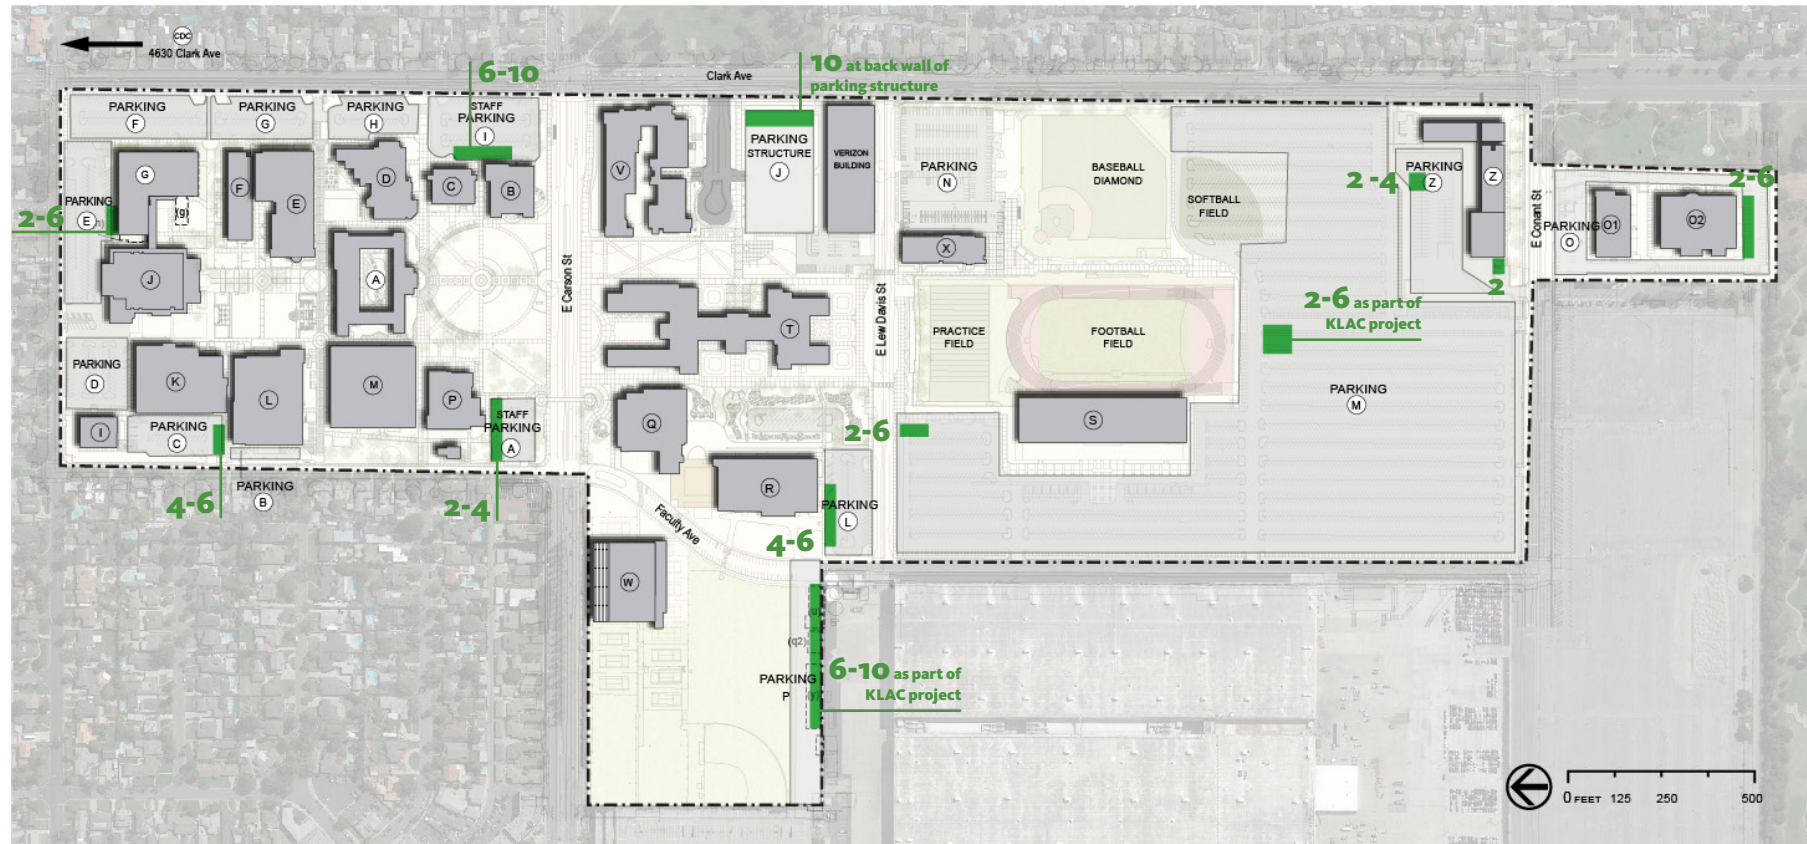 CDC
4630 Clark Ave
6-10
10 at back wall of
parking structure
Clark Ave
PARKING
F
PARKING
G
PARKING
H
STAFF
PARKING
I
PARKING
STRUCTURE
J
VERIZON
BUILDING
PARKING
N
BASEBALL
DIAMOND
SOFTBALL
FIELD
2-4
PARKING
Z
Z
E Conant St
PARKING
O
O1
O2
2-6
G
F
E
D
C
B
V
PARKING
E
2-6
(g)
X
J
A
E Carson St
T
E Lew Davis St
PRACTICE
FIELD
FOOTBALL
FIELD
2
2-6 as part of
KLAC project
PARKING
M
PARKING
D
K
L
M
P
STAFF
PARKING
A
Q
S
I
PARKING
C
2-6
4-6
PARKING
B
2-4
R
PARKING
L
4-6
Faculty Ave
W
(q2)
PARKING
P
(y)
6-10 as part of
KLAC project
0 FEET 125 250 500